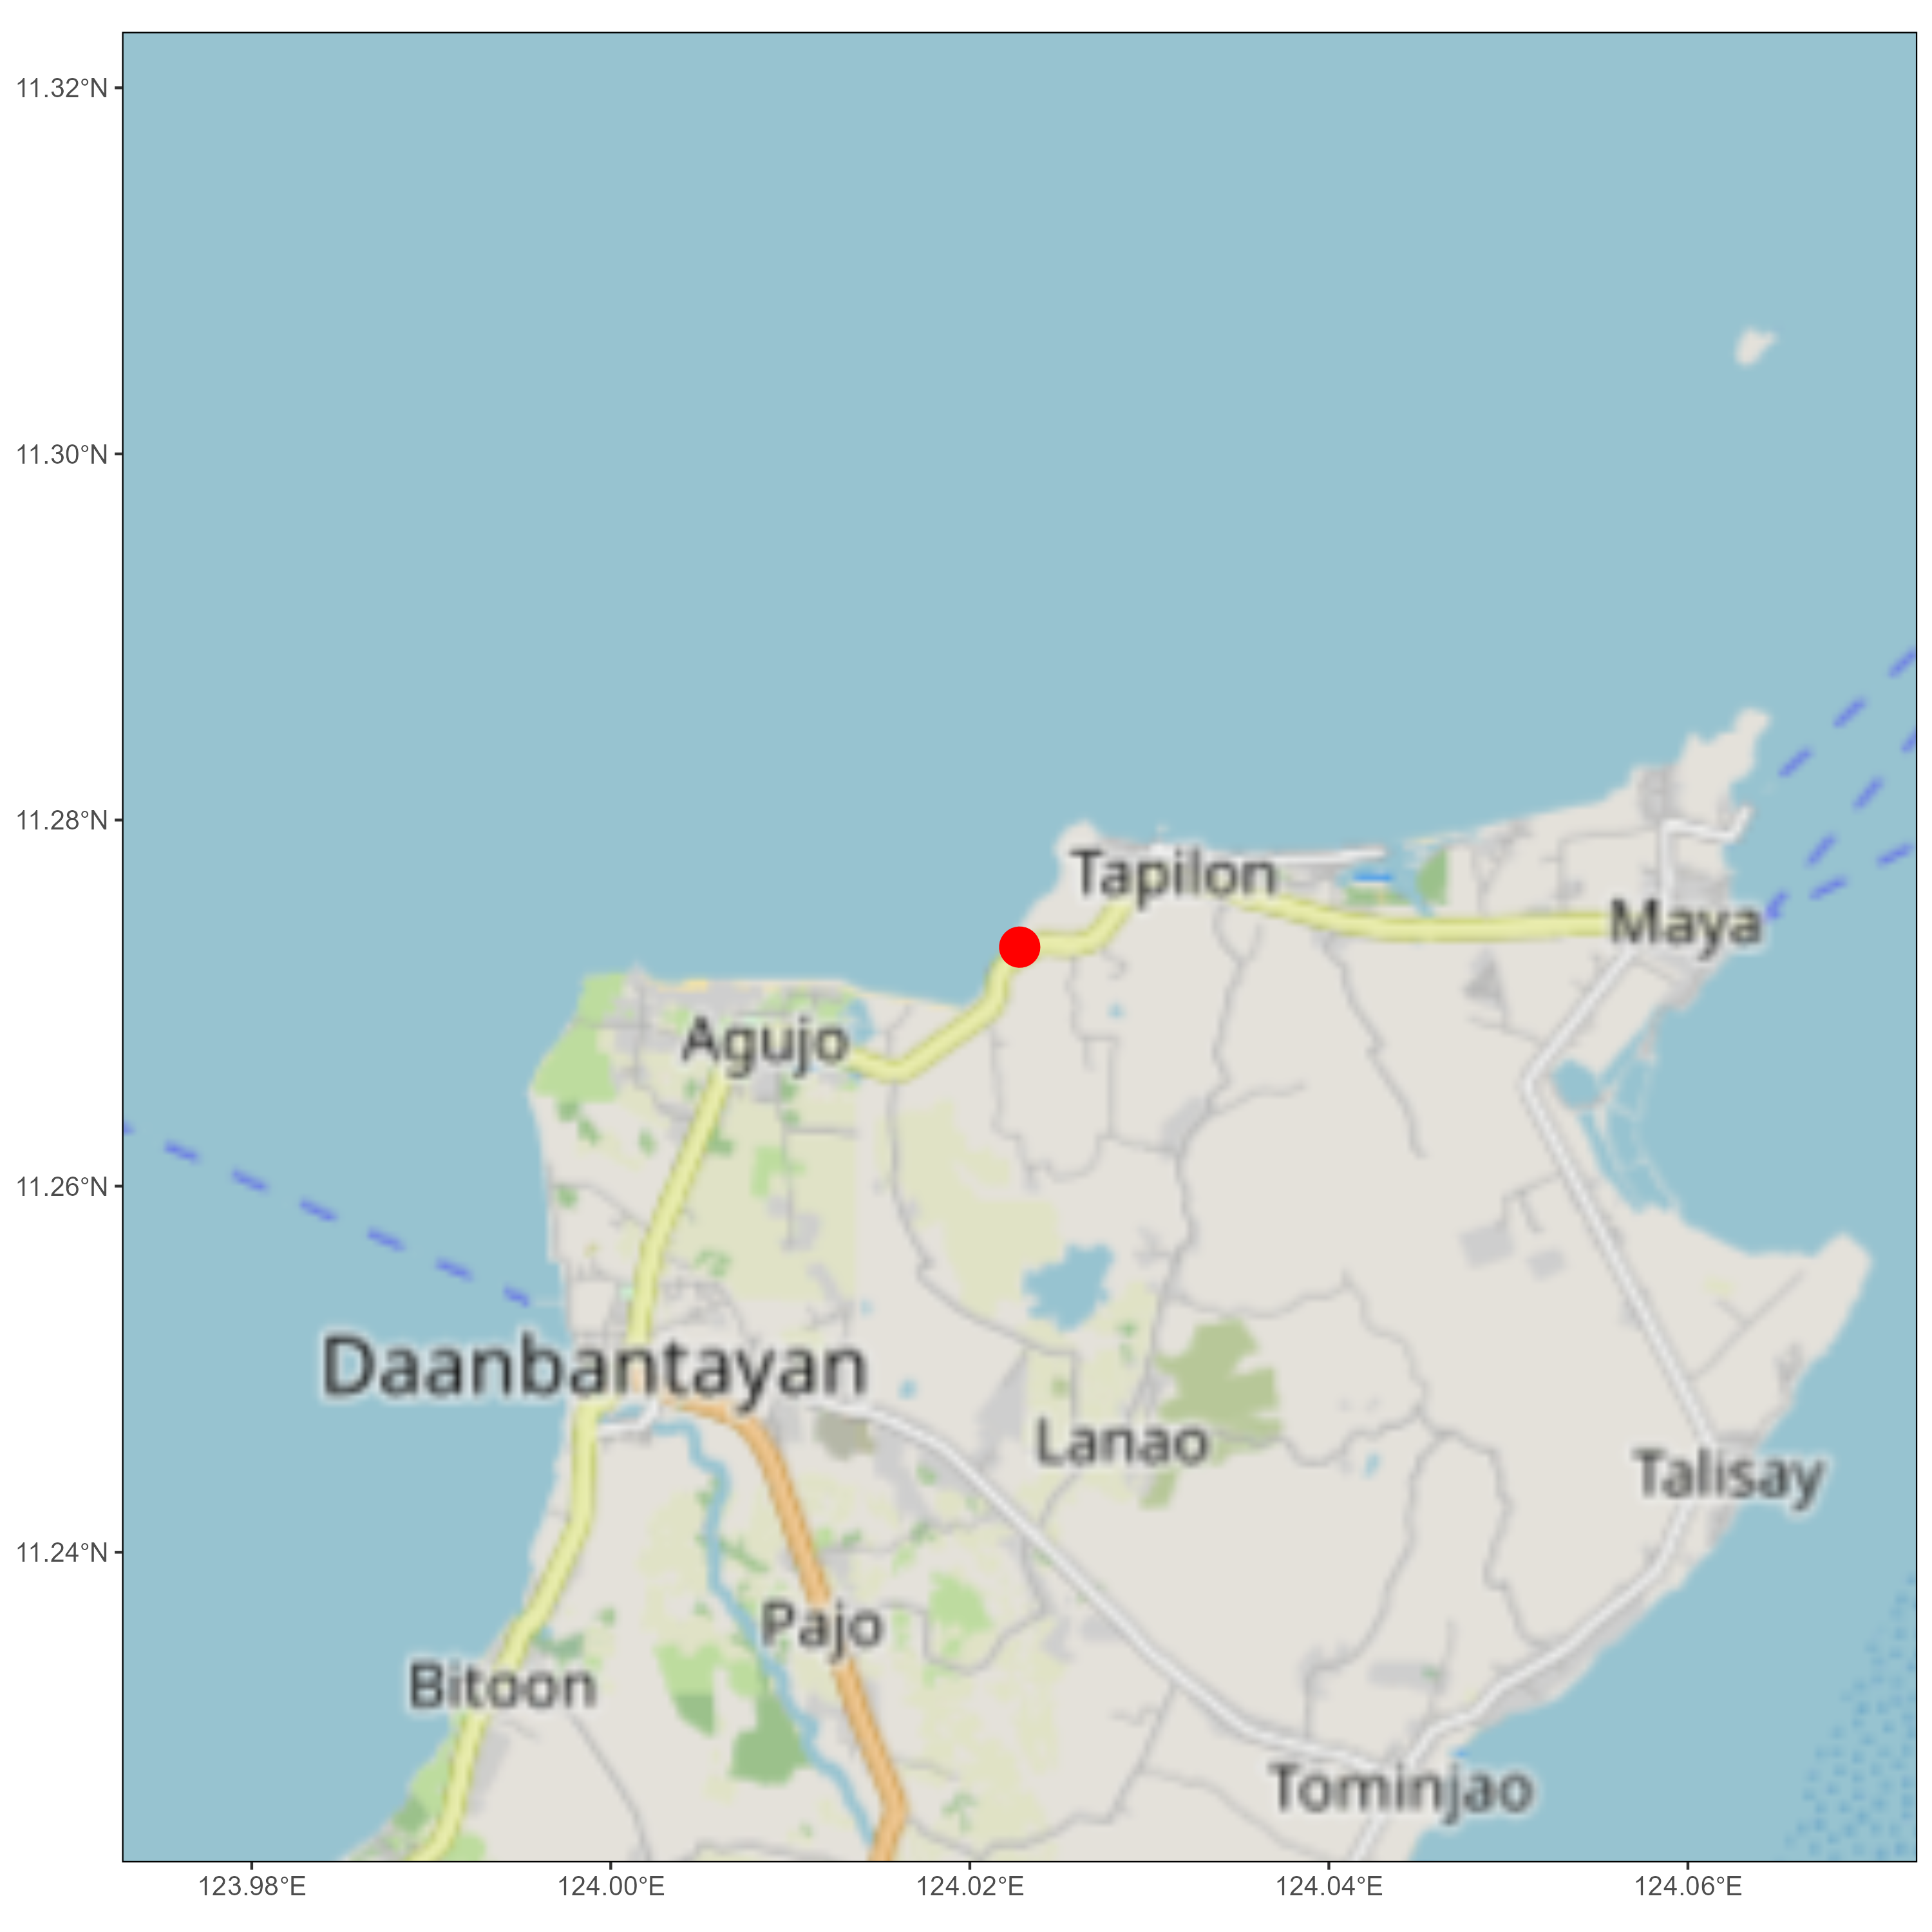 11.32°N
11.30°N
11.28°N
Tapilon
Maya
Agujo
11.26°N
Daanbantayan
Lanao
Talisay
11.24°N
Pajo
Bitoon
Tominjao
123.98°E
124.00°E
124.02°E
124.04°E
124.06°E